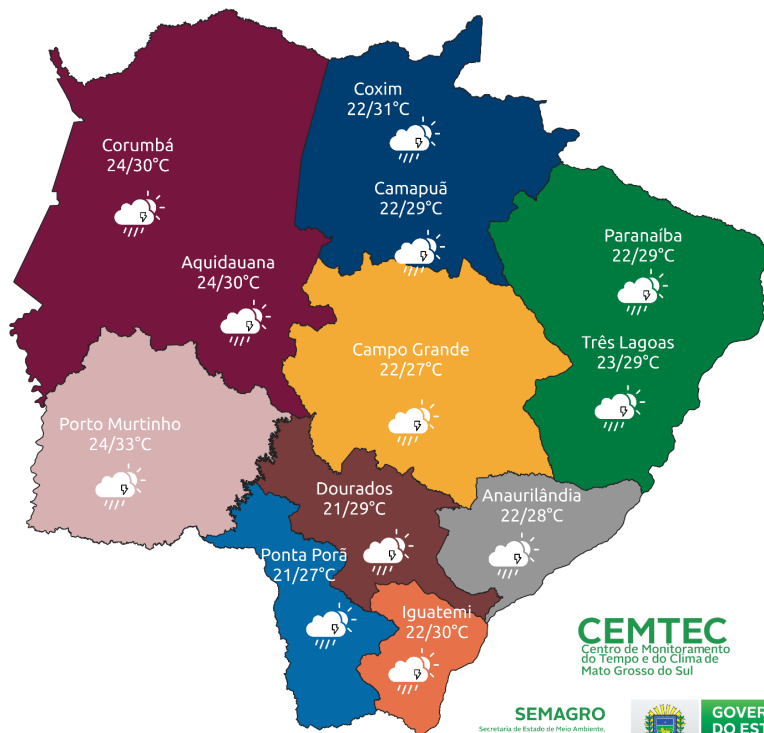 Coxim
22/31°C
Corumbá
24/30°C
Camapuã
22/29°C
Paranaíba
22/29°C
Aquidauana
24/30°C
Três Lagoas
23/29°C
Campo Grande
22/27°C
Porto Murtinho
24/33°C
Dourados
21/29°C
Anaurilândia
22/28°C
Ponta Porã
21/27°C
Iguatemi
22/30°C
CEMTEC
Centro de Monitoramento
do Tempo e do Clima de
Mato Grosso do Sul
SEMAGRO
Secretaria de Estado de Meio Ambiente,
GOVER
DO EST